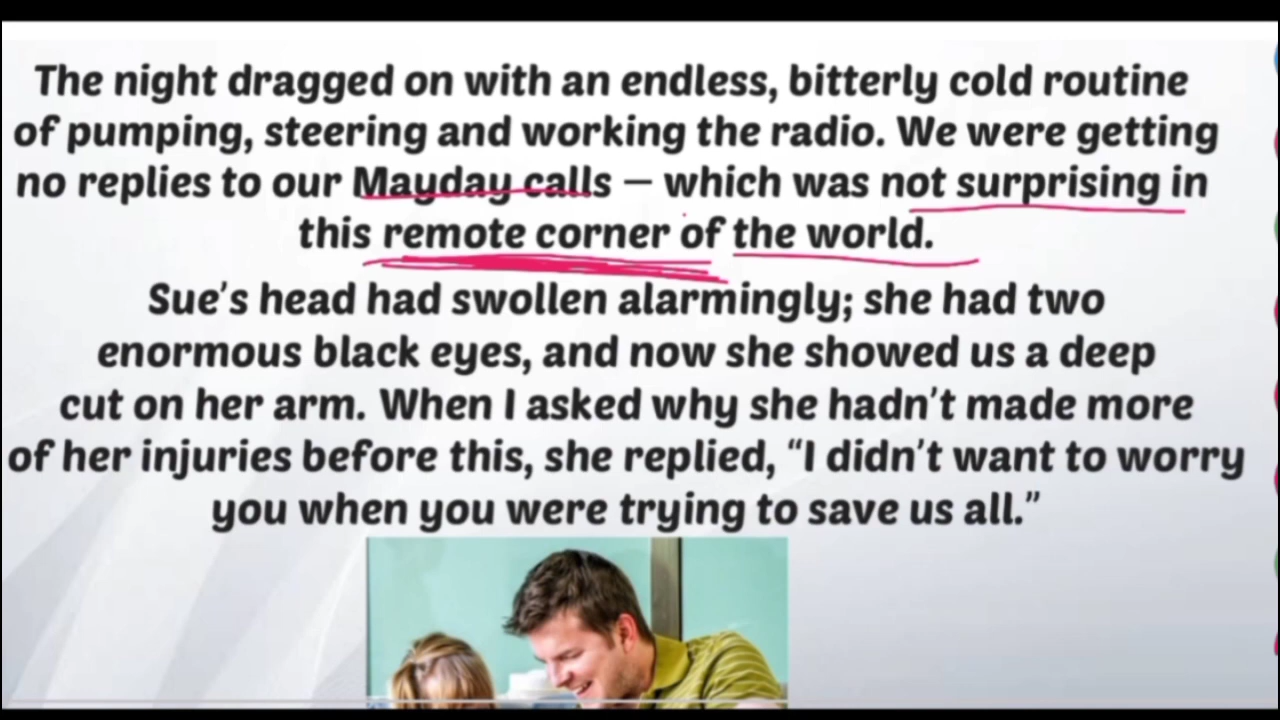 The night dragged on with an endless, bitterly cold routine
of pumping, steering and working the radio. We were getting
no replies to our Mayday calls — which was not surprising in
this remote corner of the world.
Sue’s head had swollen alarmingly; she had two
enormous black eyes, and now she showed us a deep
cut on her arm. When I asked why she hadn’t made more
of her injuries before this, she replied, “I didn’t want to worry
you when you were trying to save us all.”